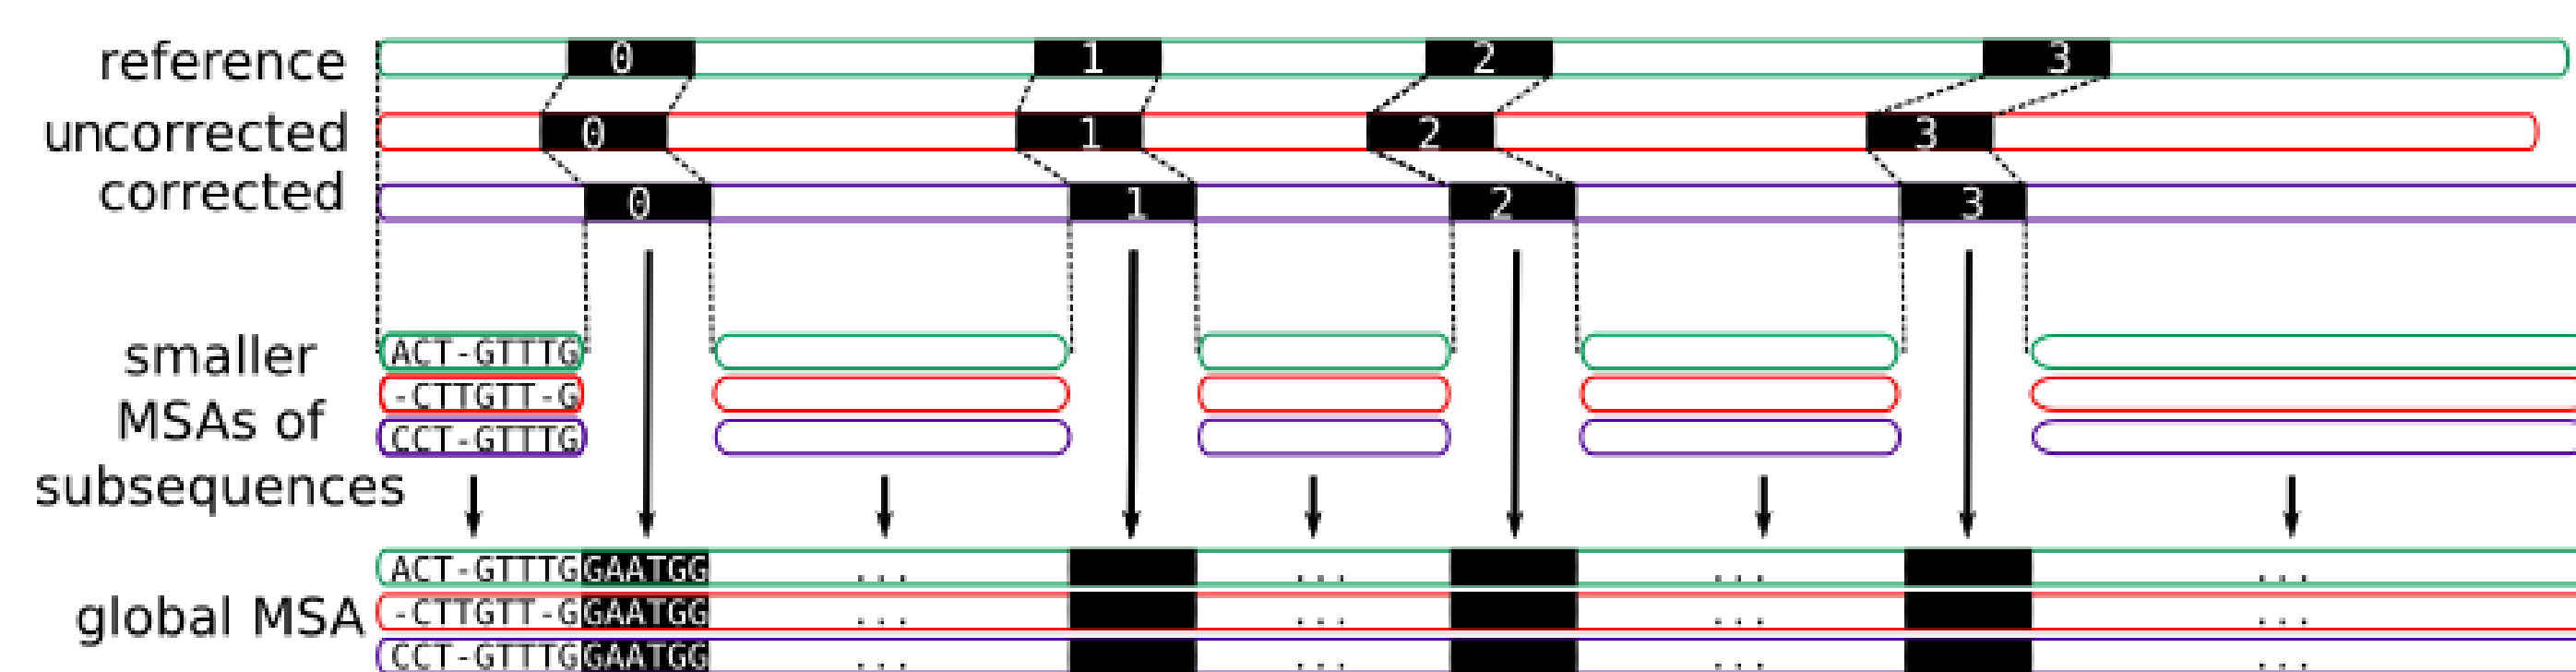 reference 0 1 2 3
uncorrected 0 1 2 3
corrected 0 1 2 3
smaller
MSAs of
subsequences
ACT-GTTTG
-CTTGTT-G
CCT-GTTTG
global MSA
ACT-GTTTGGAATGG ... ... ... ...
-CTTGTT-GGAATGG ... ... ... ...
CCT-GTTTGGAATGG ... ... ... ...